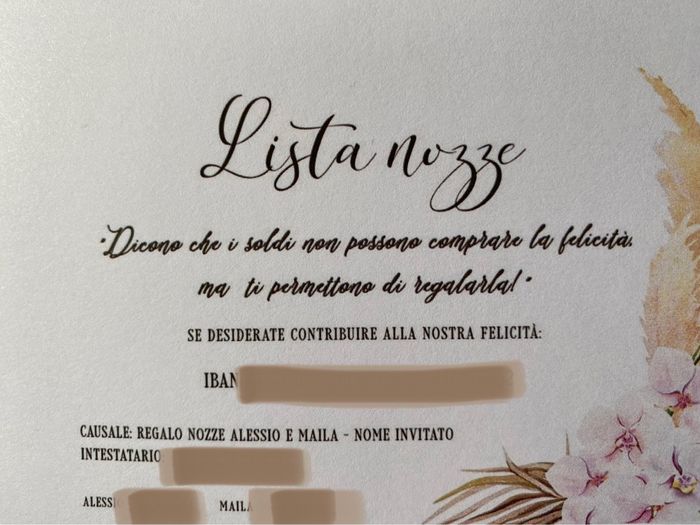 Lista nozze
"Dicono che i soldi non possono comprare la felicità,
ma ti permettono di regalarla!"
SE DESIDERATE CONTRIBUIRE ALLA NOSTRA FELICITÀ:
IBAN
CAUSALE: REGALO NOZZE ALESSIO E MAILA - NOME INVITATO
INTESTATARIO